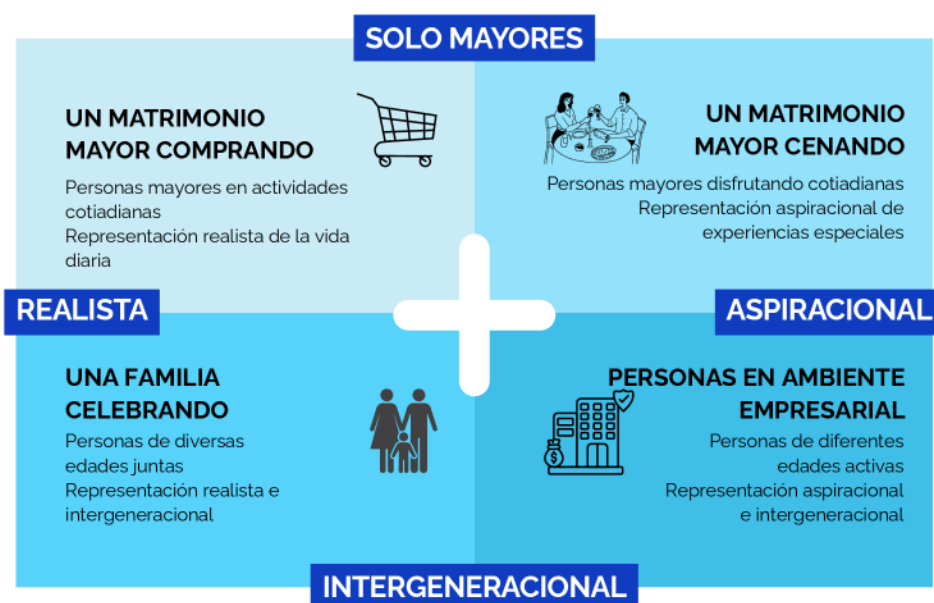 SOLO MAYORES
UN MATRIMONIO
MAYOR COMPRANDO
Personas mayores en actividades
cotiadianas
Representación realista de la vida
diaria
UN MATRIMONIO
MAYOR CENANDO
Personas mayores disfrutando cotiadianas
Representación aspiracional de
experiencias especiales
REALISTA
ASPIRACIONAL
UNA FAMILIA
CELEBRANDO
Personas de diversas
edades juntas
Representación realista e
intergeneracional
PERSONAS EN AMBIENTE
EMPRESARIAL
Personas de diferentes
edades activas
Representación aspiracional
e intergeneracional
$
INTERGENERACIONAL